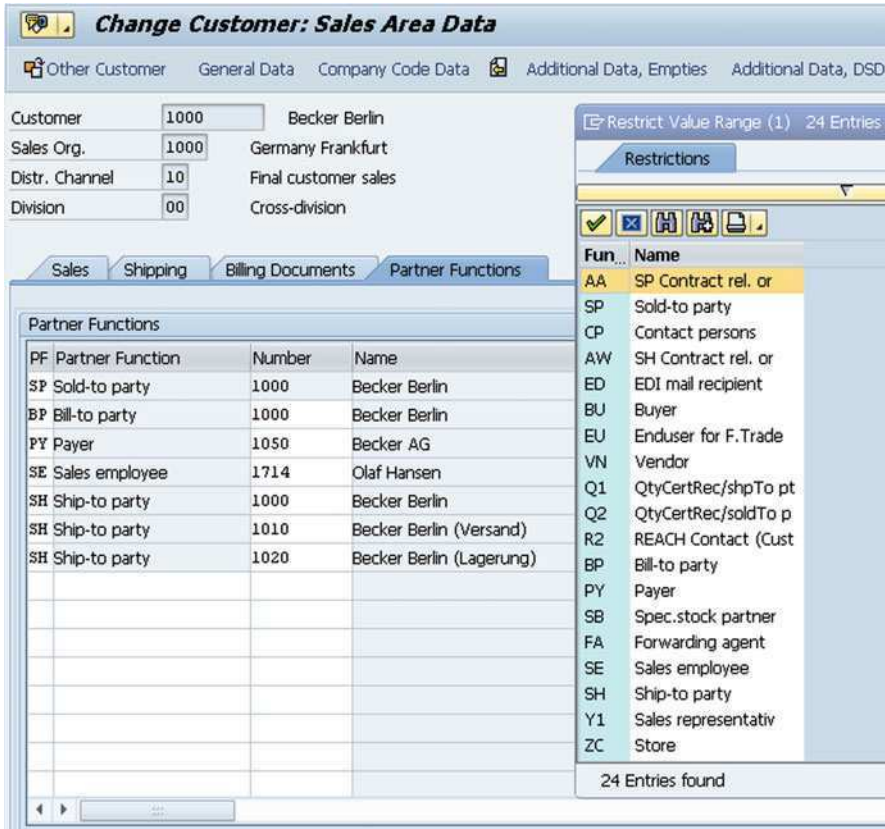 Change Customer: Sales Area Data
Other Customer General Data Company Code Data Additional Data, Empties Additional Data, DSD
Customer 1000 Becker Berlin
Sales Org. 1000 Germany Frankfurt
Distr. Channel 10 Final customer sales
Division 00 Cross-division
Sales Shipping Billing Documents Partner Functions
Partner Functions
PF Partner Function Number Name
SP Sold-to party 1000 Becker Berlin
BP Bill-to party 1000 Becker Berlin
PY Payer 1050 Becker AG
SE Sales employee 1714 Olaf Hansen
SH Ship-to party 1000 Becker Berlin
SH Ship-to party 1010 Becker Berlin (Versand)
SH Ship-to party 1020 Becker Berlin (Lagerung)
Restrict Value Range (1) 24 Entries
Restrictions
Fun... Name
AA SP Contract rel. or
SP Sold-to party
CP Contact persons
AW SH Contract rel. or
ED EDI mail recipient
BU Buyer
EU Enduser for F.Trade
VN Vendor
Q1 QtyCertRec/shpTo pt
Q2 QtyCertRec/soldTo p
R2 REACH Contact (Cust
BP Bill-to party
PY Payer
SB Spec.stock partner
FA Forwarding agent
SE Sales employee
SH Ship-to party
Y1 Sales representativ
ZC Store
24 Entries found